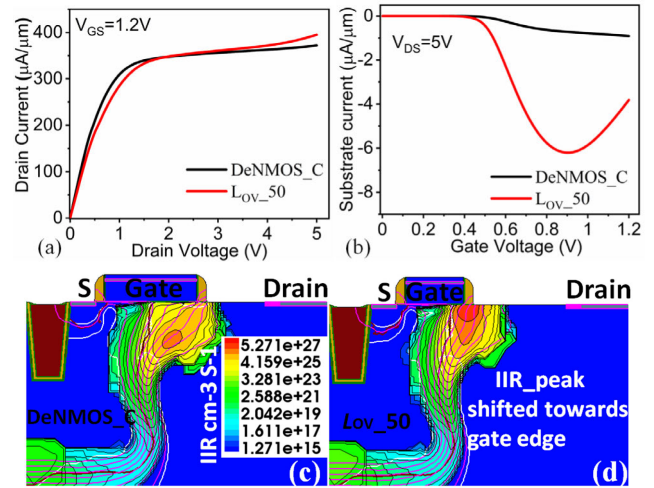 V_GS=1.2V
Drain Current (µA/µm)
400
300
200
100
0
DeNMOS_C
L_OV_50
0 1 2 3 4 5
(a) Drain Voltage (V)
V_DS=5V
Substrate current (µA/µm)
0
-2
-4
-6
-8
DeNMOS_C
L_OV_50
0 0.2 0.4 0.6 0.8 1.0 1.2
(b) Gate Voltage (V)
S Gate Drain
IIR cm-3 S-1
5.271e+27
4.159e+25
3.281e+23
2.588e+21
2.042e+19
1.611e+17
1.271e+15
DeNMOS_C
(c)
S Gate Drain
IIR_peak
shifted towards
gate edge
Lov_50
(d)